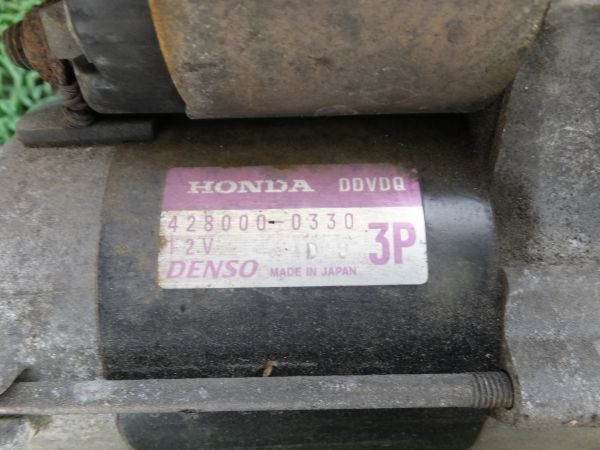 HONDA DDVDQ
428000-0330
12V 3P
DENSO MADE IN JAPAN